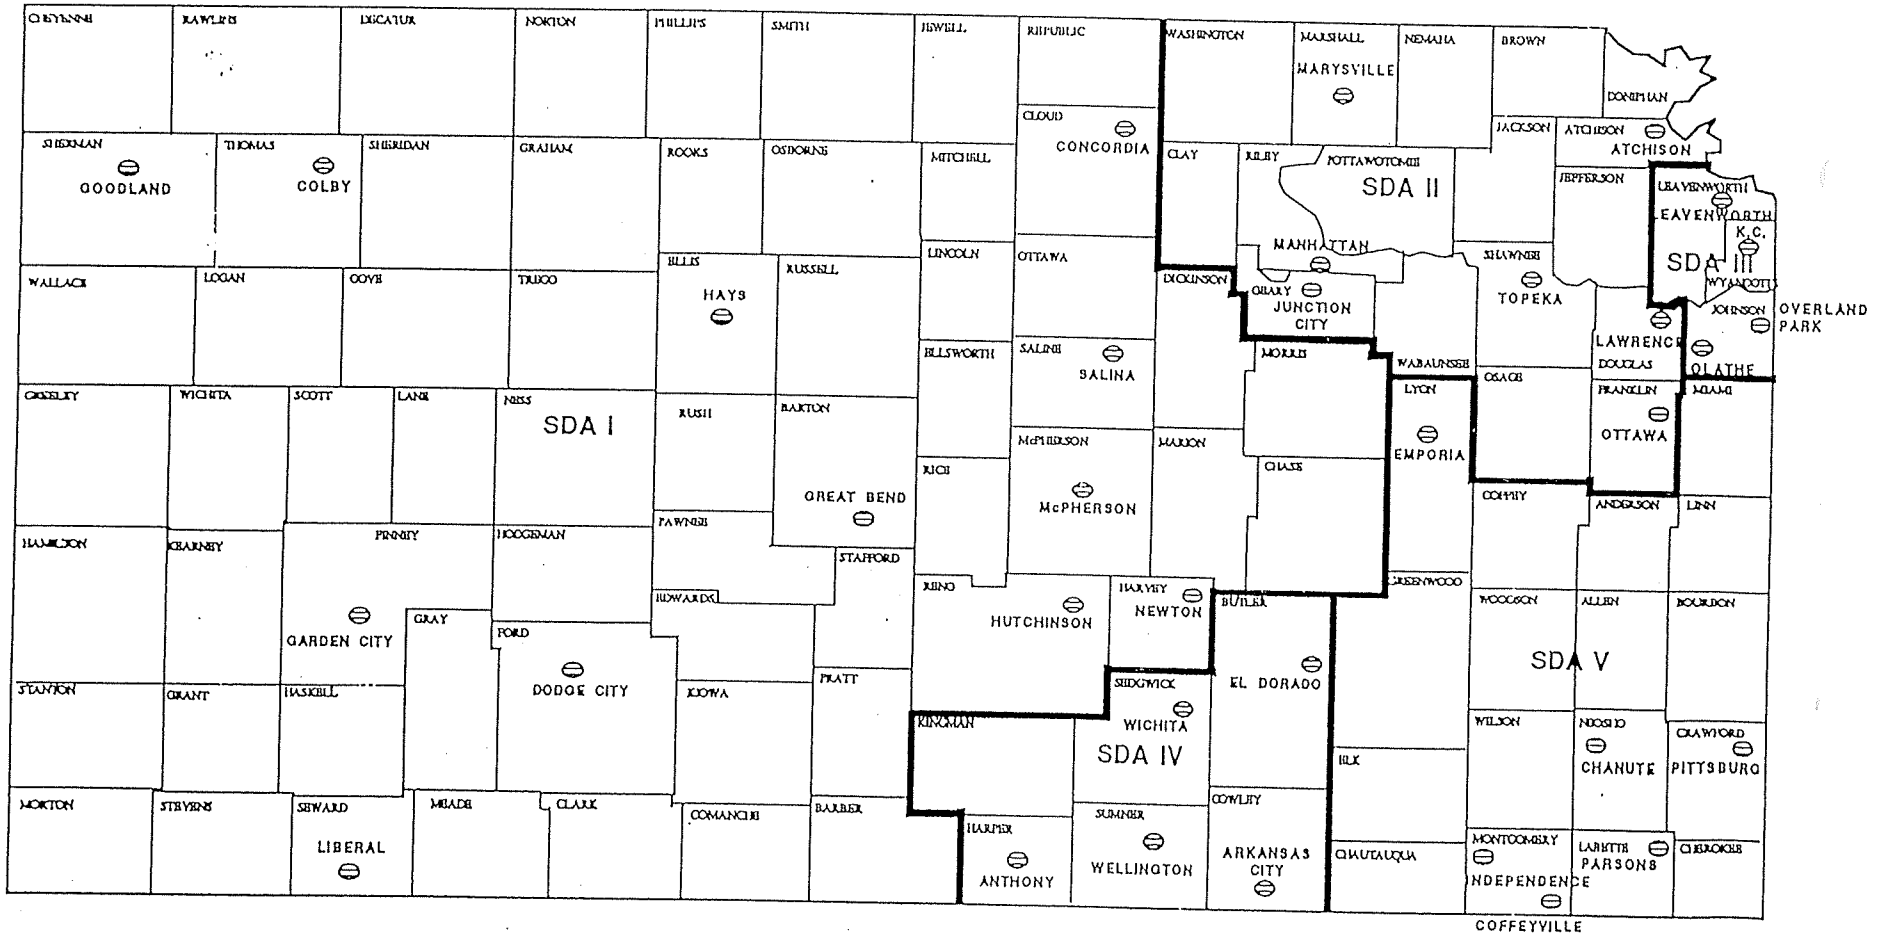 CHEYENNE
RAWLINS
DECATUR
NORTON
PHILLIPS
SMITH
JEWELL
REPUBLIC
WASHINGTON
MARSHALL
NEMAHA
BROWN
MARYSVILLE
DONIPHAN
SHERMAN
GOODLAND
THOMAS
COLBY
SHERIDAN
GRAHAM
ROOKS
OSBORNE
MITCHELL
CLOUD
CONCORDIA
CLAY
RILEY
POTTAWOTOMIE
SDA II
JACKSON
ATCHISON
ATCHISON
JEFFERSON
LEAVENWORTH
LEAVENWORTH
K.C.
SDA III
WYANDOTT
MANHATTAN
WALLACE
LOGAN
GOVE
TREGO
ELLIS
HAYS
RUSSELL
LINCOLN
OTTAWA
DICKINSON
GEARY
JUNCTION
CITY
SHAWNEE
TOPEKA
JOHNSON
OVERLAND
PARK
LAWRENCE
DOUGLAS
OLATHE
ELLSWORTH
SALINE
SALINA
MORRIS
WABAUNSEE
GREELEY
WICHITA
SCOTT
LANE
NESS
SDA I
RUSH
BARTON
GREAT BEND
RICE
McPHERSON
McPHERSON
MARION
CHASE
LYON
EMPORIA
OSAGE
FRANKLIN
OTTAWA
MIAMI
COFFEY
ANDERSON
LINN
HAMILTON
KEARNEY
FINNEY
GARDEN CITY
HODGEMAN
PAWNEE
STAFFORD
EDWARDS
GRAY
FORD
DODGE CITY
RENO
HUTCHINSON
HARVEY
NEWTON
BUTLER
EL DORADO
GREENWOOD
WOODSON
ALLEN
BOURBON
SDA V
STANTON
GRANT
HASKELL
KIOWA
PRATT
KINGMAN
SEDGWICK
WICHITA
SDA IV
ELK
WILSON
NEOSHO
CHANUTE
CRAWFORD
PITTSBURG
MORTON
STEVENS
SEWARD
LIBERAL
MEADE
CLARK
COMANCHE
BARBER
HARPER
ANTHONY
SUMNER
WELLINGTON
COWLEY
ARKANSAS
CITY
CHAUTAUQUA
MONTGOMERY
INDEPENDENCE
LABETTE
PARSONS
CHEROKEE
COFFEYVILLE